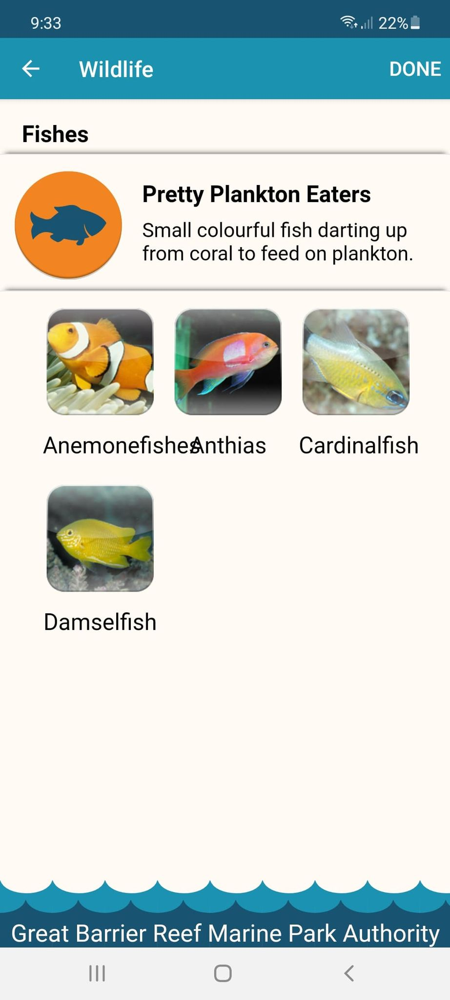 9:33 22%
Wildlife DONE
Fishes
Pretty Plankton Eaters
Small colourful fish darting up
from coral to feed on plankton.
Anemonefishes Anthias Cardinalfish
Damselfish
Great Barrier Reef Marine Park Authority